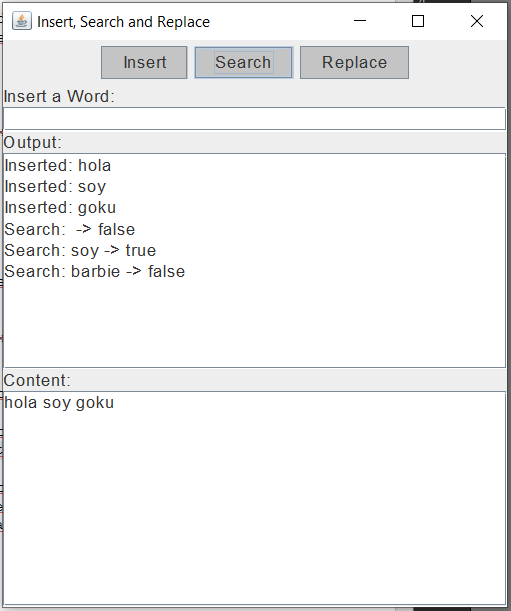 Insert, Search and Replace
Insert Search Replace
Insert a Word:
Output:
Inserted: hola
Inserted: soy
Inserted: goku
Search:  -> false
Search: soy -> true
Search: barbie -> false
Content:
hola soy goku